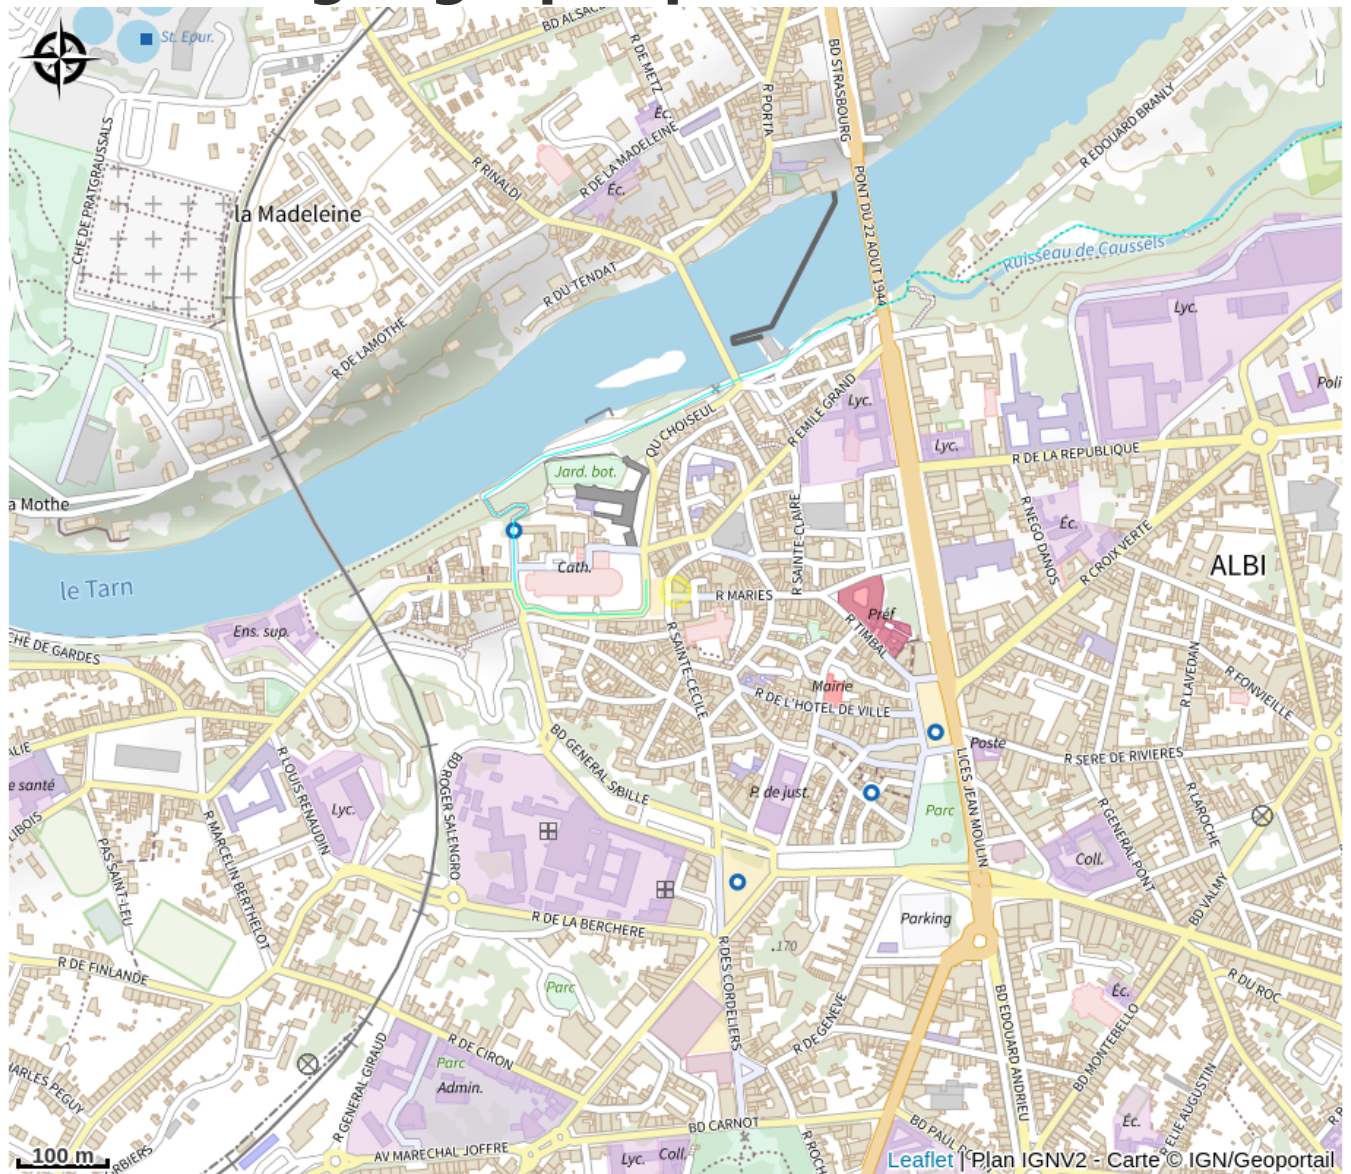 St. Epur.
BD ALSACE
R DE METZ
BD STRASBOURG
R PORTA
Éc.
R DE LA MADELEINE
R EDOUARD BRANLY
CHE DE PRATGRAUSSALS
R RINALDI
Éc.
PONT DU 22 AOUT 1944
la Madeleine
Ruisseau de Caussels
R DU TENDAT
Lyc.
R DE LAMOTHE
Poli
R EMILE GRAND
Lyc.
QU CHOISEUL
Lyc.
R DE LA REPUBLIQUE
Jard. bot.
a Mothe
R SAINTE-CLAIRE
R NEGO DANOS
Éc.
R CROIX VERTE
ALBI
Cath.
le Tarn
R MARIES
Préf
R TIMBAL
Ens. sup.
CHE DE GARDES
R SAINTE-CECILE
R LAVEDAN
R FONVIEILLE
Mairie
R DE L'HOTEL DE VILLE
ALIE
Poste
R SERE DE RIVIERES
BD GENERAL SIBILLE
BD ROGER SALENGRO
R LOUIS RENAUDIN
LICES JEAN MOULIN
e santé
P. de just.
Lyc.
Parc
R LAROCHE
R GENERAL PONT
LIBOIS
R MARCELIN BERTHELOT
PAS SAINT-LEU
Coll.
BD VALMY
R DE LA BERCHERE
Parking
.170
R DES CORDELIERS
R DE FINLANDE
R DU ROC
Parc
R DE GENEVE
BD EDOUARD ANDRIEU
Éc.
R DE CIRON
BD MONTEBELLO
R GENERAL GIRAUD
Parc
Admin.
HARLES PEGUY
R ELIE AUGUSTIN
Éc.
BD CARNOT
BD PAUL
AV MARECHAL JOFFRE
RBIERS
Lyc.
Coll.
R ROCH
100 m
Leaflet | Plan IGNV2 - Carte © IGN/Geoportail